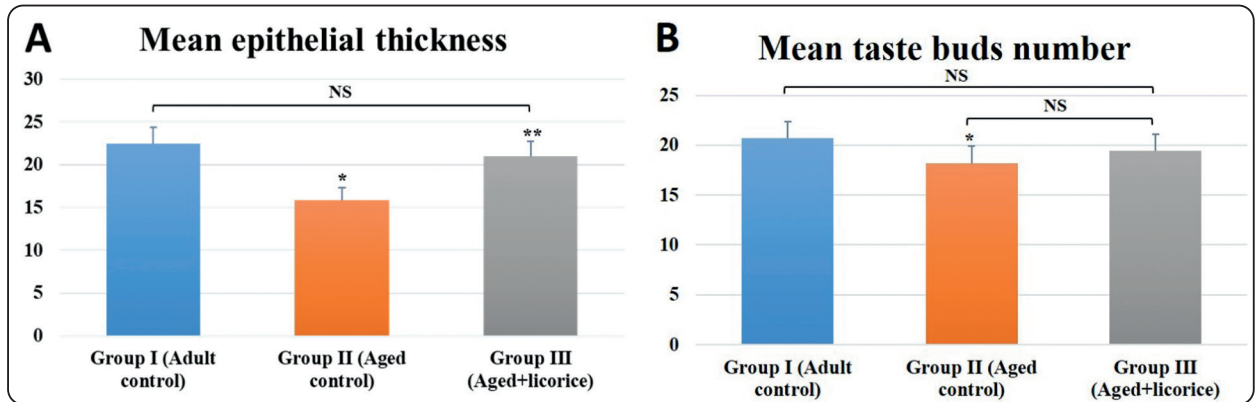 A
Mean epithelial thickness
30
25
20
15
10
5
0
NS
*
**
Group I (Adult
control)
Group II (Aged
control)
Group III
(Aged+licorice)
B
Mean taste buds number
25
20
15
10
5
0
NS
NS
*
Group I (Adult
control)
Group II (Aged
control)
Group III
(Aged+licorice)